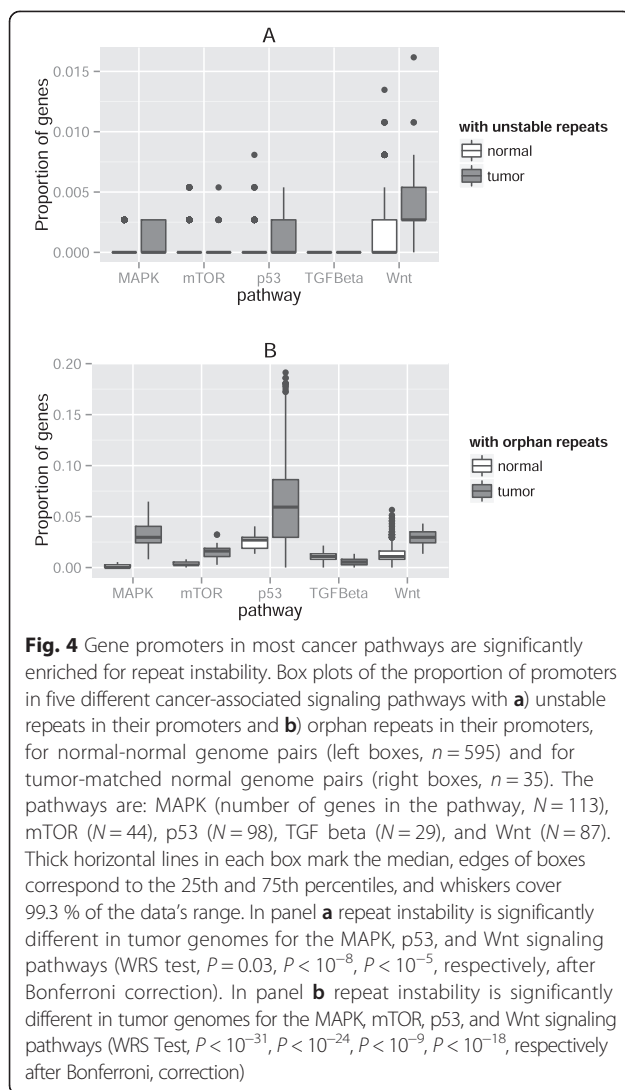 A
Proportion of genes
0.015
0.010
0.005
0.000
MAPK mTOR p53 TGFBeta Wnt
pathway
with unstable repeats
normal
tumor
B
Proportion of genes
0.20
0.15
0.10
0.05
0.00
MAPK mTOR p53 TGFBeta Wnt
pathway
with orphan repeats
normal
tumor
Fig. 4 Gene promoters in most cancer pathways are significantly
enriched for repeat instability. Box plots of the proportion of promoters
in five different cancer-associated signaling pathways with a) unstable
repeats in their promoters and b) orphan repeats in their promoters,
for normal-normal genome pairs (left boxes, n = 595) and for
tumor-matched normal genome pairs (right boxes, n = 35). The
pathways are: MAPK (number of genes in the pathway, N = 113),
mTOR (N = 44), p53 (N = 98), TGF beta (N = 29), and Wnt (N = 87).
Thick horizontal lines in each box mark the median, edges of boxes
correspond to the 25th and 75th percentiles, and whiskers cover
99.3 % of the data's range. In panel a repeat instability is significantly
different in tumor genomes for the MAPK, p53, and Wnt signaling
pathways (WRS test, P = 0.03, P < 10⁻⁸, P < 10⁻⁵, respectively, after
Bonferroni correction). In panel b repeat instability is significantly
different in tumor genomes for the MAPK, mTOR, p53, and Wnt signaling
pathways (WRS Test, P < 10⁻³¹, P < 10⁻²⁴, P < 10⁻⁹, P < 10⁻¹⁸, respectively
after Bonferroni, correction)